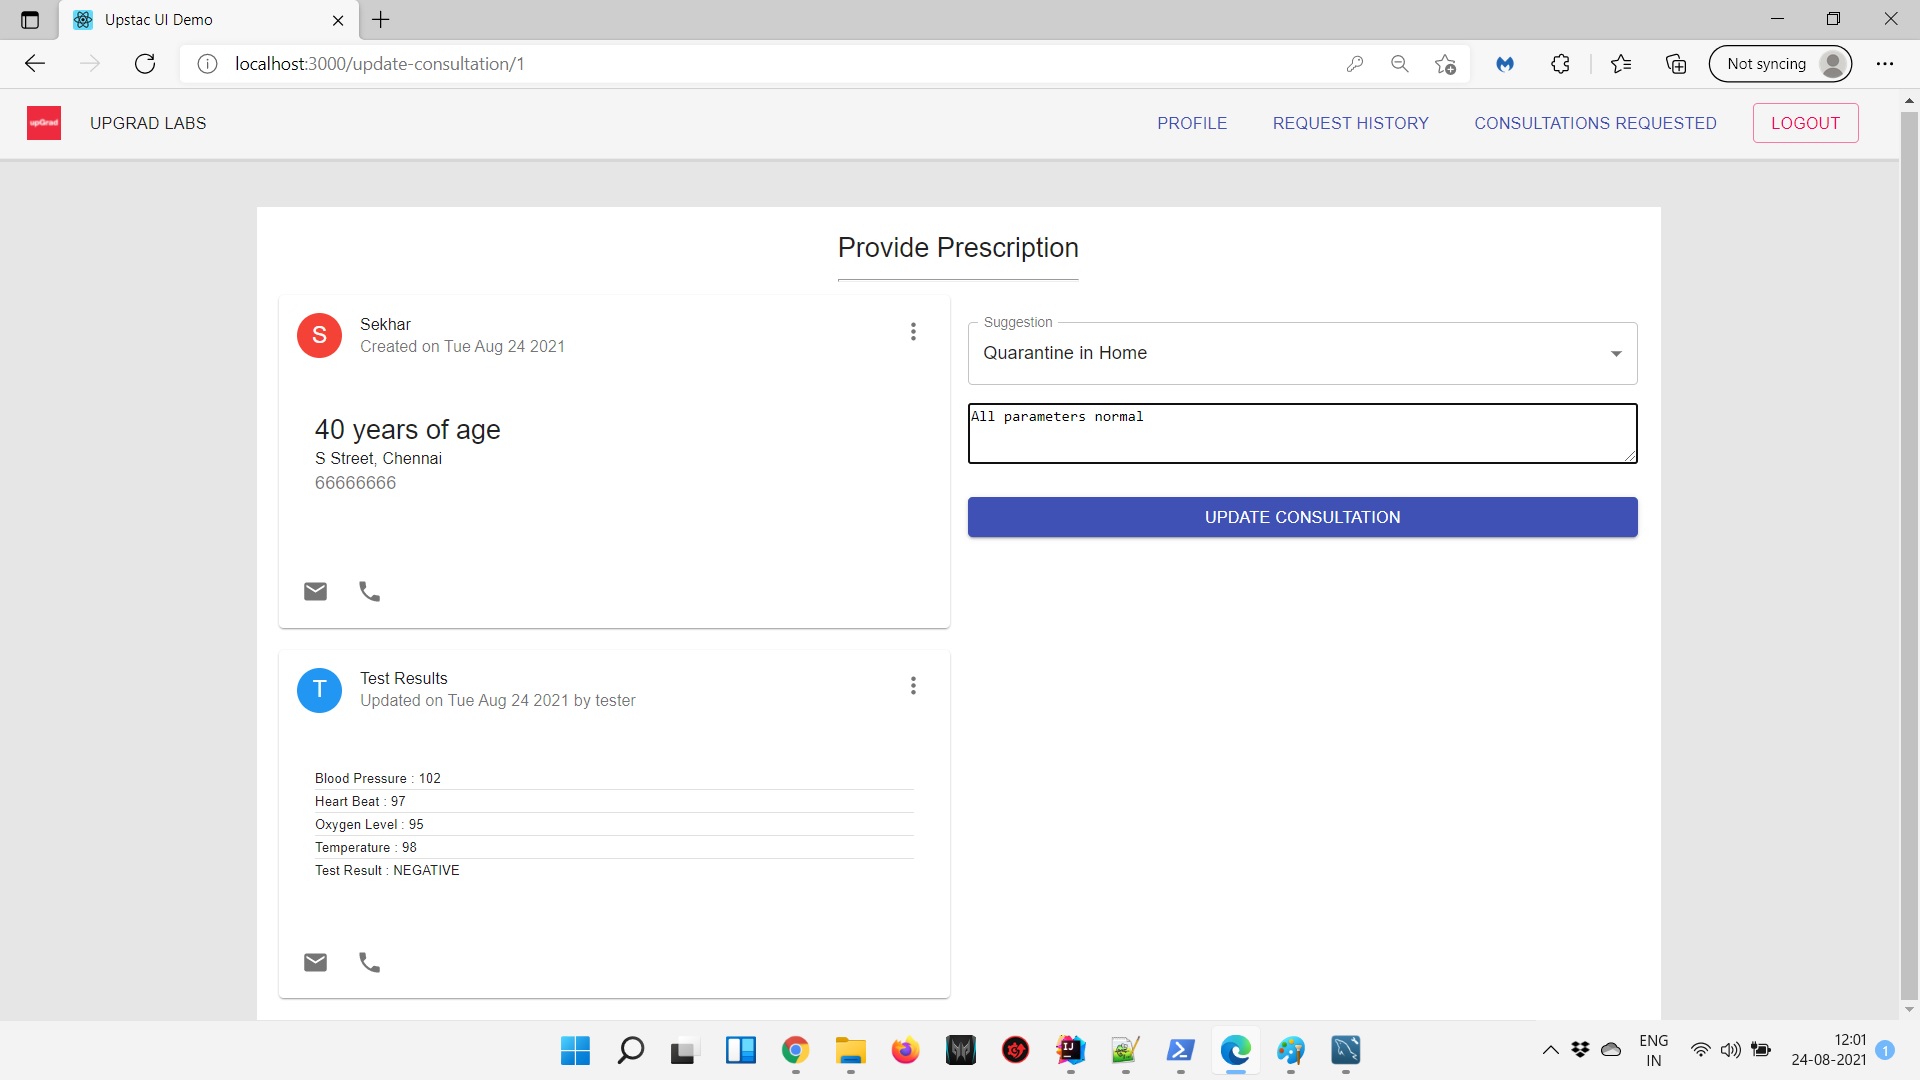 Upstac UI Demo
localhost:3000/update-consultation/1
Not syncing
upGrad
UPGRAD LABS
PROFILE
REQUEST HISTORY
CONSULTATIONS REQUESTED
LOGOUT
Provide Prescription
S
Sekhar
Created on Tue Aug 24 2021
40 years of age
S Street, Chennai
66666666
Suggestion
Quarantine in Home
All parameters normal
UPDATE CONSULTATION
T
Test Results
Updated on Tue Aug 24 2021 by tester
Blood Pressure : 102
Heart Beat : 97
Oxygen Level : 95
Temperature : 98
Test Result : NEGATIVE
IJ
ENG
IN
12:01
24-08-2021
1